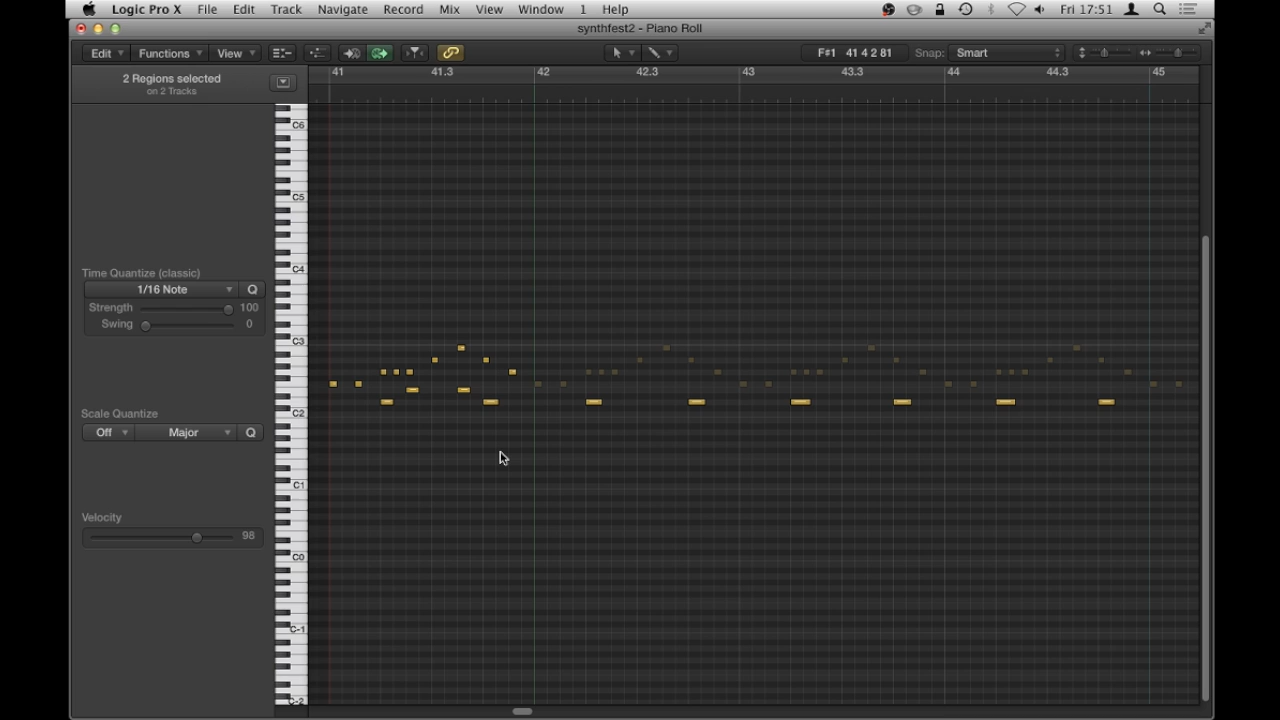 Logic Pro X File Edit Track Navigate Record Mix View Window 1 Help Fri 17:51
synthfest2 - Piano Roll
Edit Functions View F#1 41 4 2 81 Snap: Smart
2 Regions selected
on 2 Tracks
41 41.3 42 42.3 43 43.3 44 44.3 45
C6
C5
C4
C3
C2
C1
C0
C-1
C-2
Time Quantize (classic)
1/16 Note Q
Strength 100
Swing 0
Scale Quantize
Off Major Q
Velocity
98